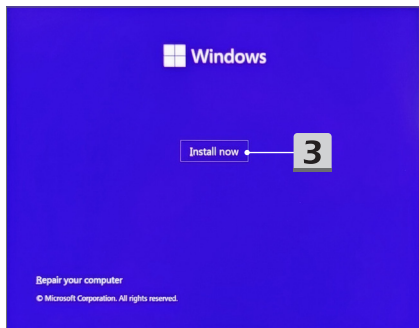 Windows
Install now
3
Repair your computer
© Microsoft Corporation. All rights reserved.